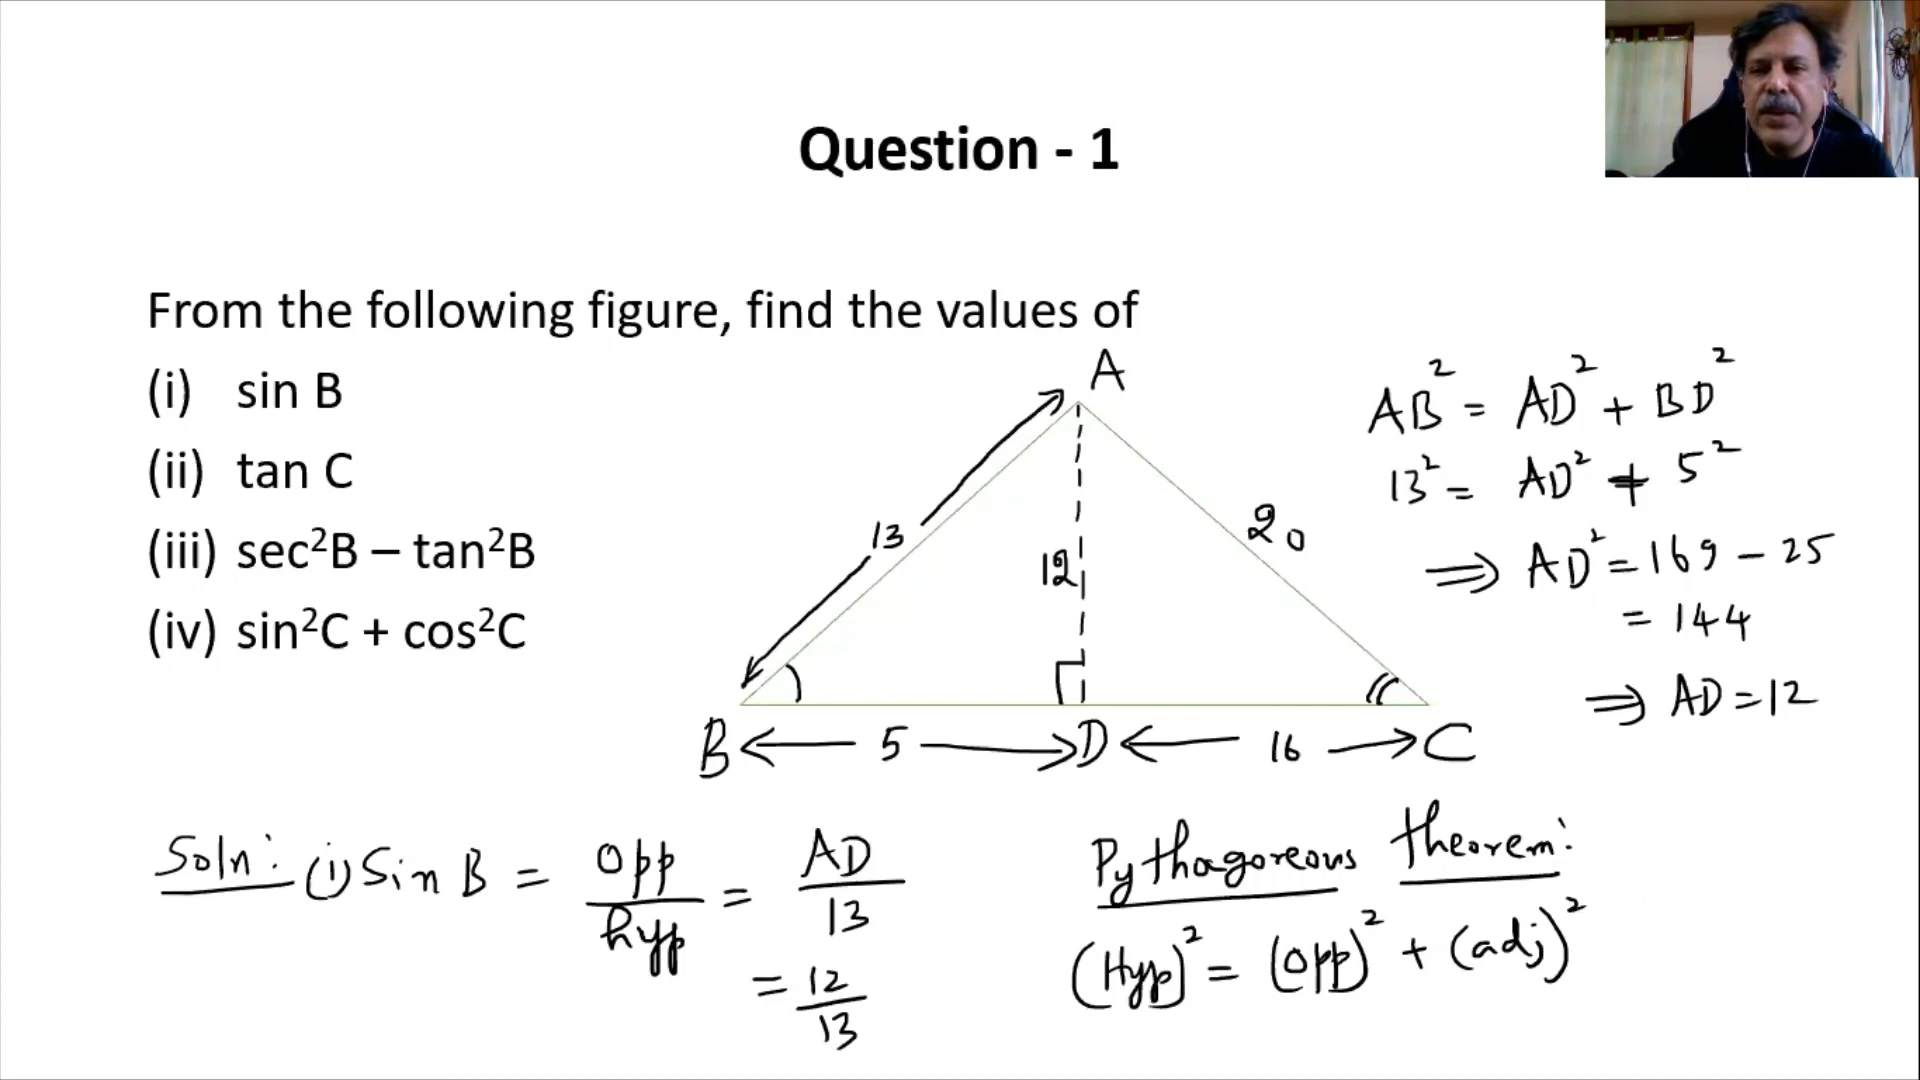 Question - 1
From the following figure, find the values of
(i) sin B
(ii) tan C
(iii) sec²B – tan²B
(iv) sin²C + cos²C
A
13
12
20
B
5
D
16
C
AB² = AD² + BD²
13² = AD² + 5²
⟹ AD² = 169 – 25
= 144
⟹ AD = 12
Soln: (i) Sin B = opp/hyp = AD/13
= 12/13
Pythagoreous theorem:
(Hyp)² = (opp)² + (adj)²